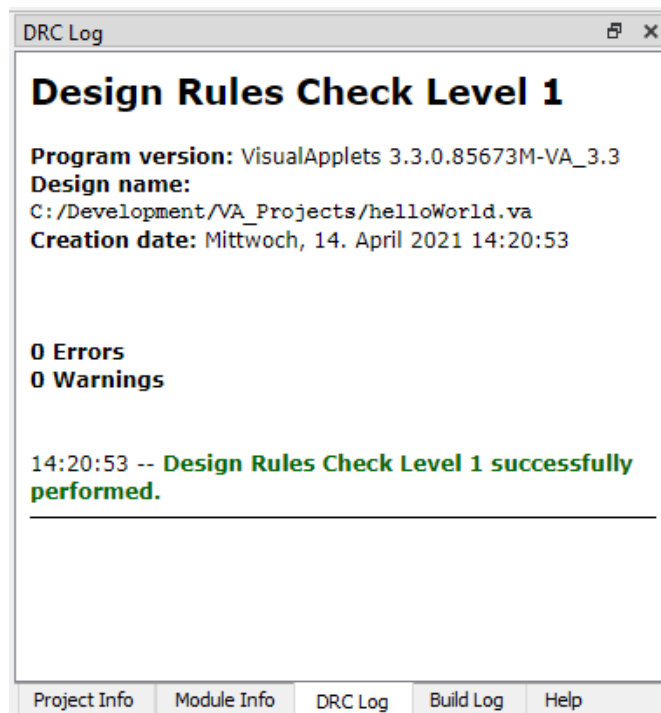 DRC Log
Design Rules Check Level 1
Program version: VisualApplets 3.3.0.85673M-VA_3.3
Design name:
C:/Development/VA_Projects/helloWorld.va
Creation date: Mittwoch, 14. April 2021 14:20:53
0 Errors
0 Warnings
14:20:53 -- Design Rules Check Level 1 successfully
performed.
Project Info Module Info DRC Log Build Log Help